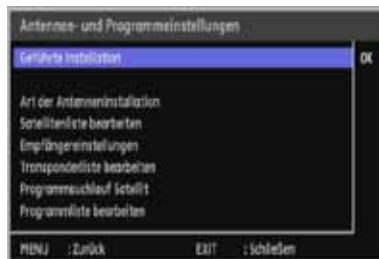 Antennen- und Programmeinstellungen
Geführte Installation
OK
Art der Antenneninstallation
Satellitenliste bearbeiten
Empfängereinstellungen
Transponderliste bearbeiten
Programmsuchlauf Satellit
Programmliste bearbeiten
MENU : Zurück EXIT : Schließen